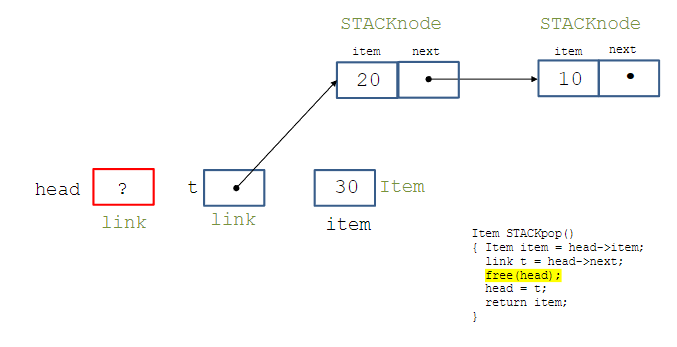 STACKnode STACKnode
item next item next
20 10
head ? t 30 Item
link link item
Item STACKpop()
{ Item item = head->item;
link t = head->next;
free(head);
head = t;
return item;
}